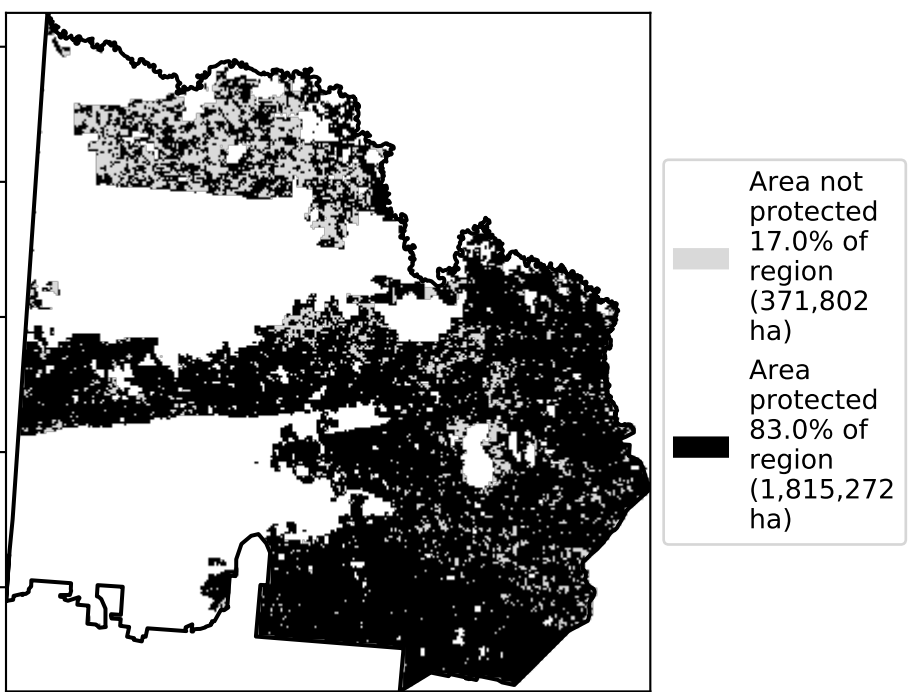 Area not
protected
17.0% of
region
(371,802
ha)
Area
protected
83.0% of
region
(1,815,272
ha)